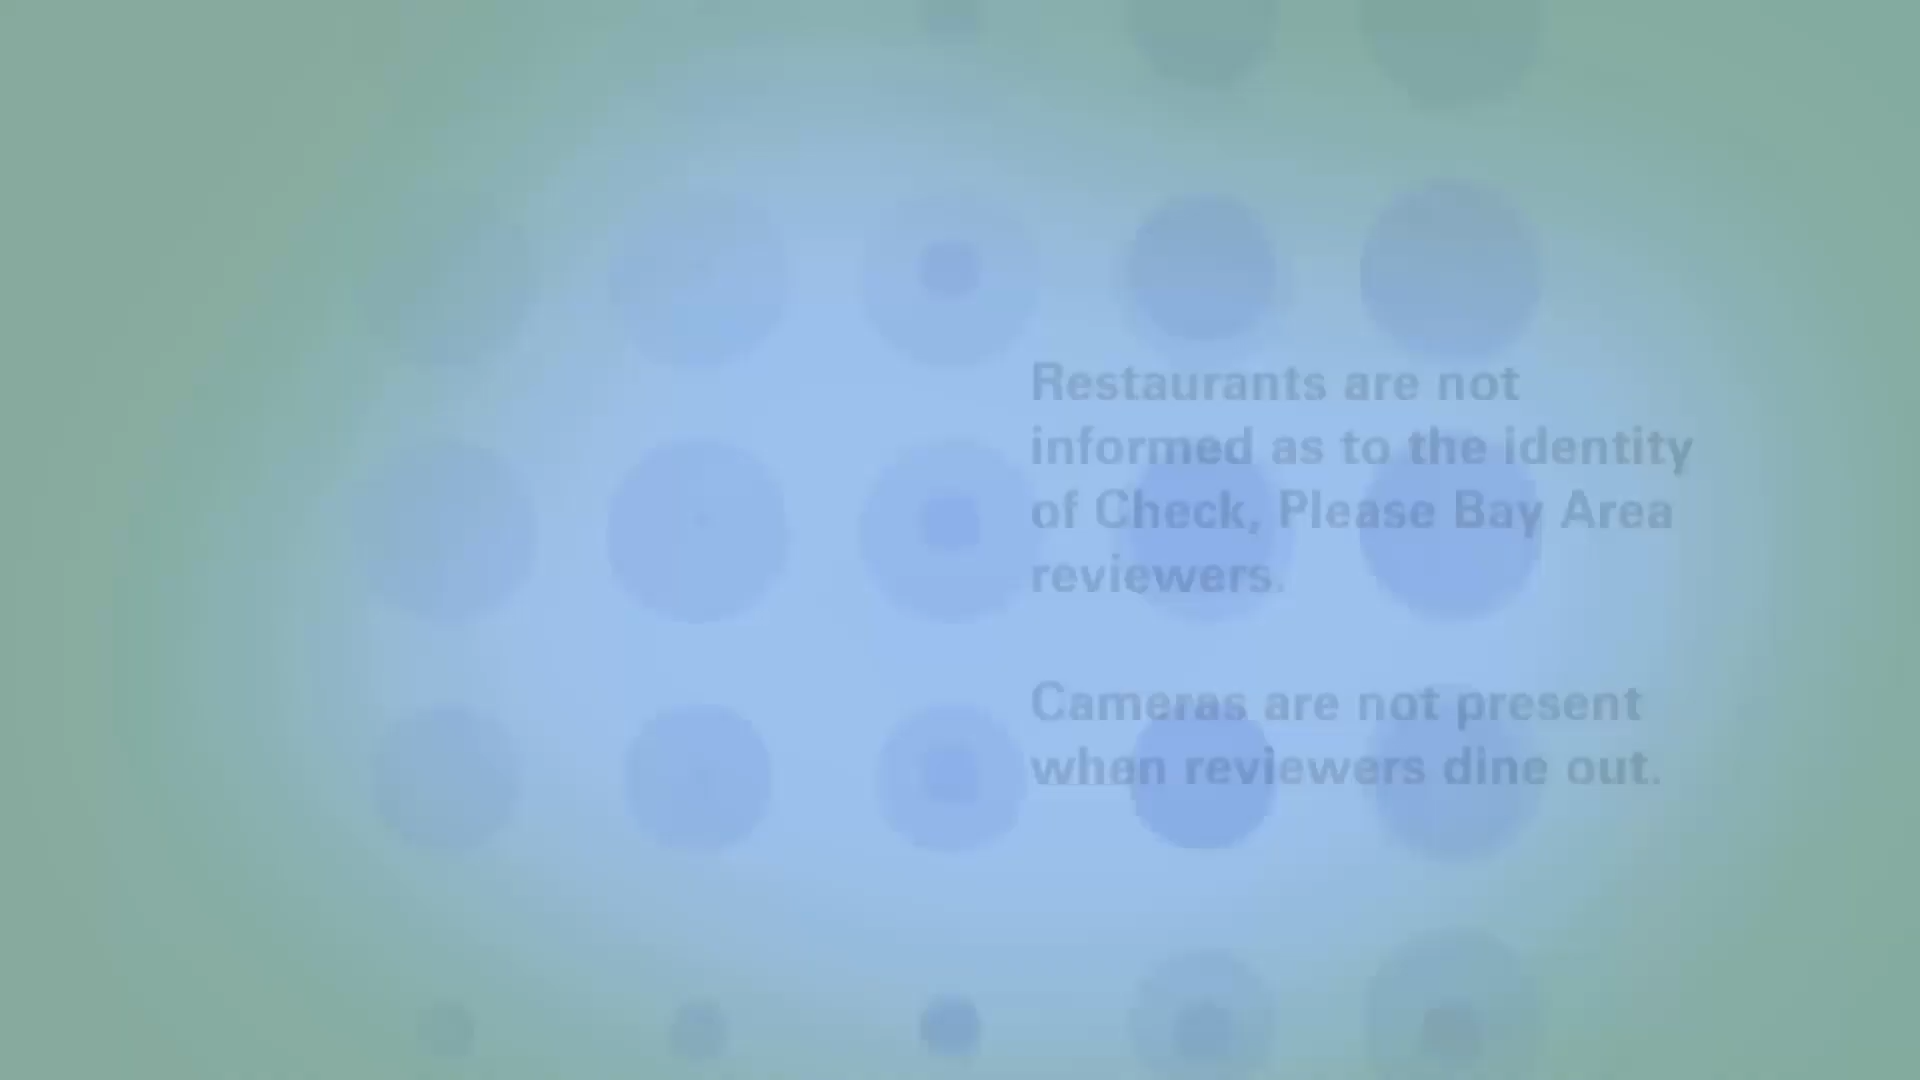 Restaurants are not
informed as to the identity
of Check, Please Bay Area
reviewers.
Cameras are not present
when reviewers dine out.